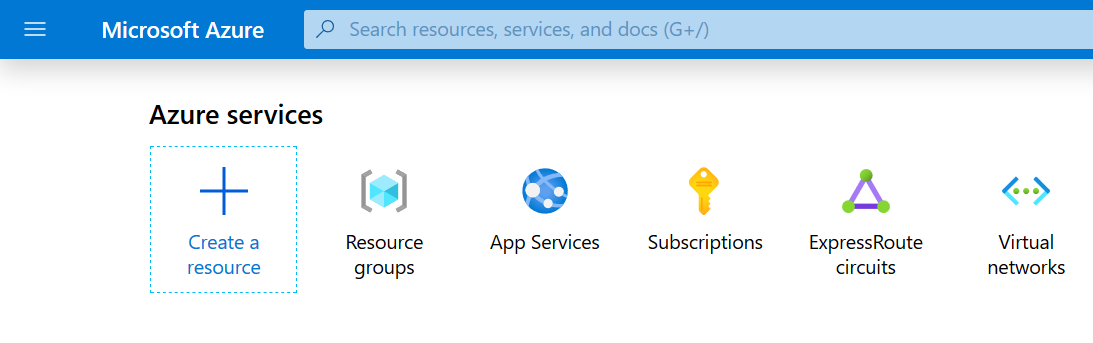 Microsoft Azure
Search resources, services, and docs (G+/)
Azure services
Create a
resource
Resource
groups
App Services
Subscriptions
ExpressRoute
circuits
Virtual
networks